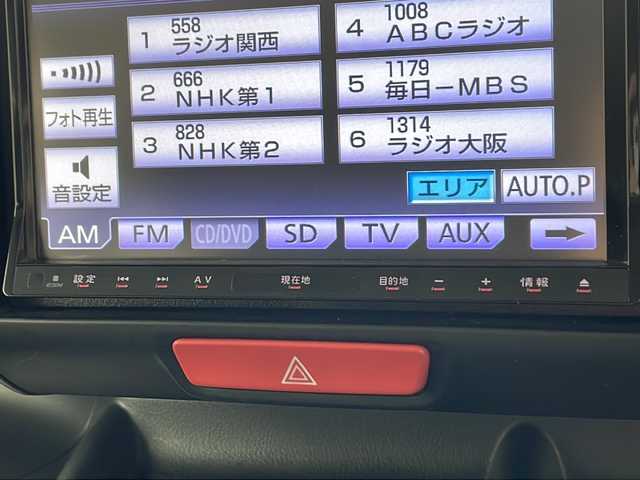 558
1 ラジオ関西
1008
4 ABCラジオ
666
2 NHK第1
1179
5 毎日-MBS
828
3 NHK第2
1314
6 ラジオ大阪
フォト再生
音設定
エリア AUTO.P
AM FM CD/DVD SD TV AUX
設定 AV 現在地 目的地 − + 情報